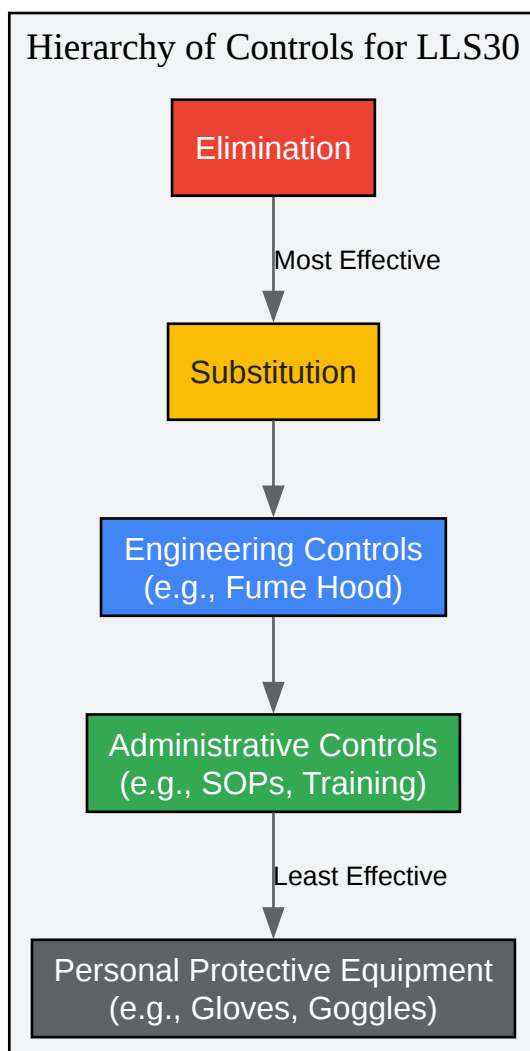 Hierarchy of Controls for LLS30
Elimination
Most Effective
Substitution
Engineering Controls
(e.g., Fume Hood)
Administrative Controls
(e.g., SOPs, Training)
Least Effective
Personal Protective Equipment
(e.g., Gloves, Goggles)